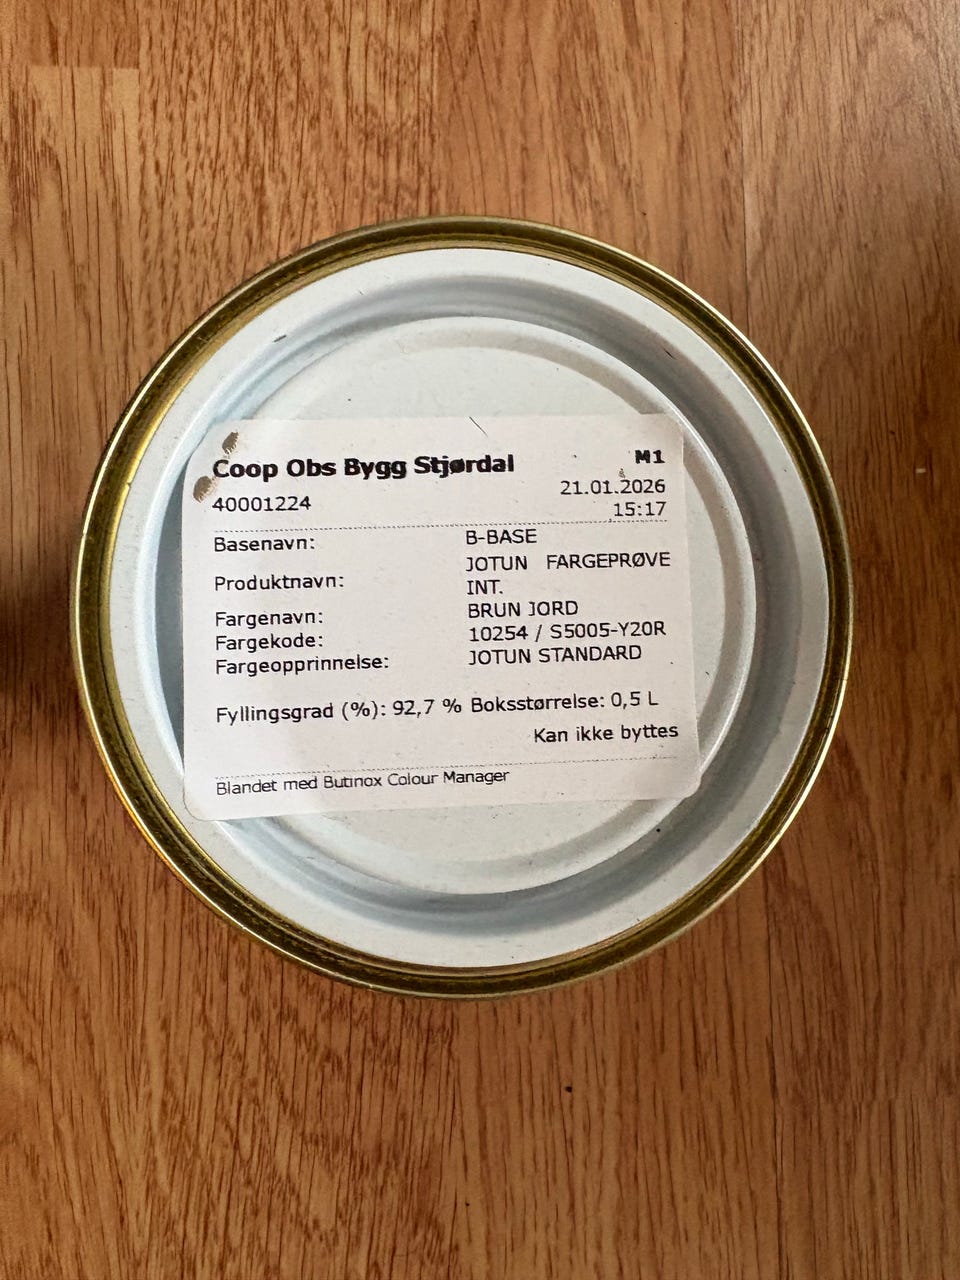 Coop Obs Bygg Stjørdal M1
40001224 21.01.2026
15:17
Basenavn: B-BASE
Produktnavn: JOTUN FARGEPRØVE
INT.
Fargenavn: BRUN JORD
Fargekode: 10254 / S5005-Y20R
Fargeopprinnelse: JOTUN STANDARD
Fyllingsgrad (%): 92,7 % Boksstørrelse: 0,5 L
Kan ikke byttes
Blandet med Butinox Colour Manager